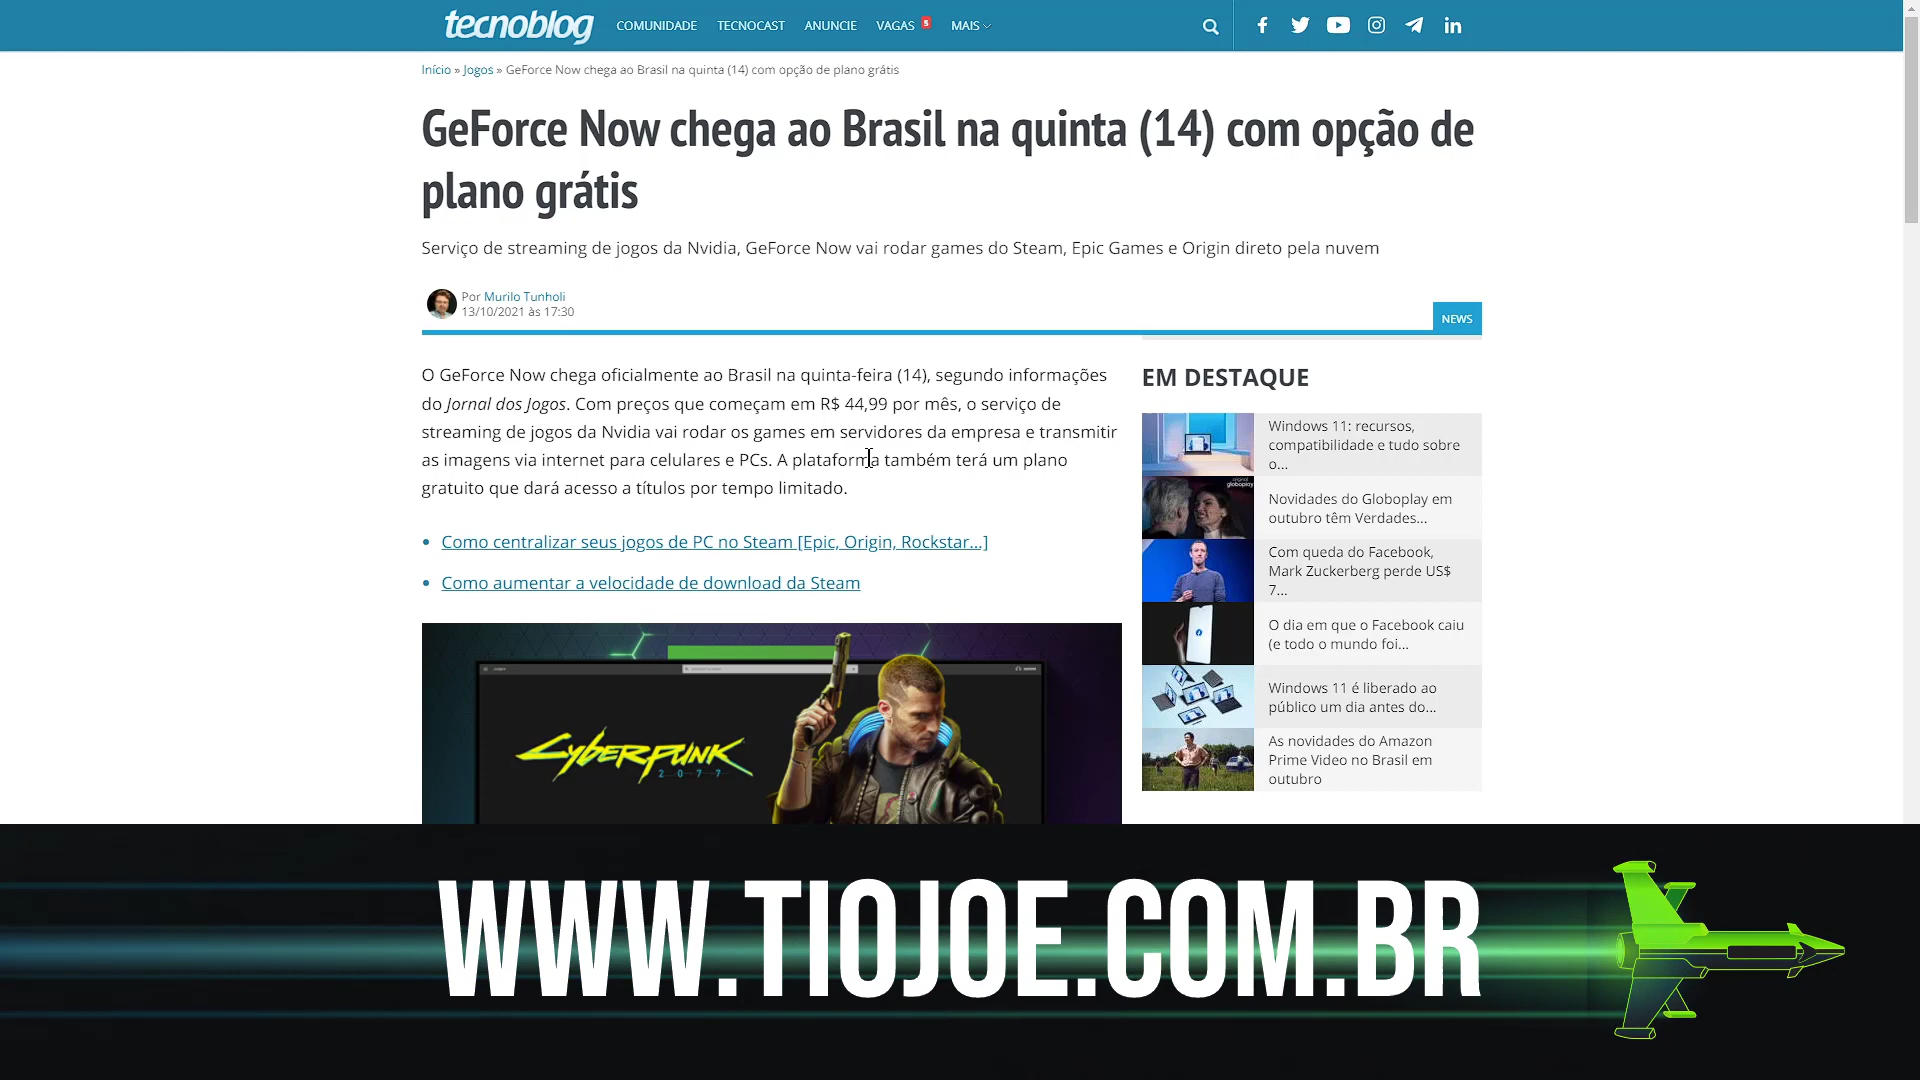 tecnoblog COMUNIDADE TECNOCAST ANUNCIE VAGAS 5 MAIS
Início » Jogos » GeForce Now chega ao Brasil na quinta (14) com opção de plano grátis
GeForce Now chega ao Brasil na quinta (14) com opção de
plano grátis
Serviço de streaming de jogos da Nvidia, GeForce Now vai rodar games do Steam, Epic Games e Origin direto pela nuvem
Por Murilo Tunholi
13/10/2021 às 17:30
NEWS
O GeForce Now chega oficialmente ao Brasil na quinta-feira (14), segundo informações
do Jornal dos Jogos. Com preços que começam em R$ 44,99 por mês, o serviço de
streaming de jogos da Nvidia vai rodar os games em servidores da empresa e transmitir
as imagens via internet para celulares e PCs. A plataforma também terá um plano
gratuito que dará acesso a títulos por tempo limitado.
• Como centralizar seus jogos de PC no Steam [Epic, Origin, Rockstar…]
• Como aumentar a velocidade de download da Steam
CYBERPUNK
2077
EM DESTAQUE
Windows 11: recursos,
compatibilidade e tudo sobre
o...
globoplay
Novidades do Globoplay em
outubro têm Verdades...
Com queda do Facebook,
Mark Zuckerberg perde US$
7...
O dia em que o Facebook caiu
(e todo o mundo foi...
Windows 11 é liberado ao
público um dia antes do...
As novidades do Amazon
Prime Video no Brasil em
outubro
WWW.TIOJOE.COM.BR